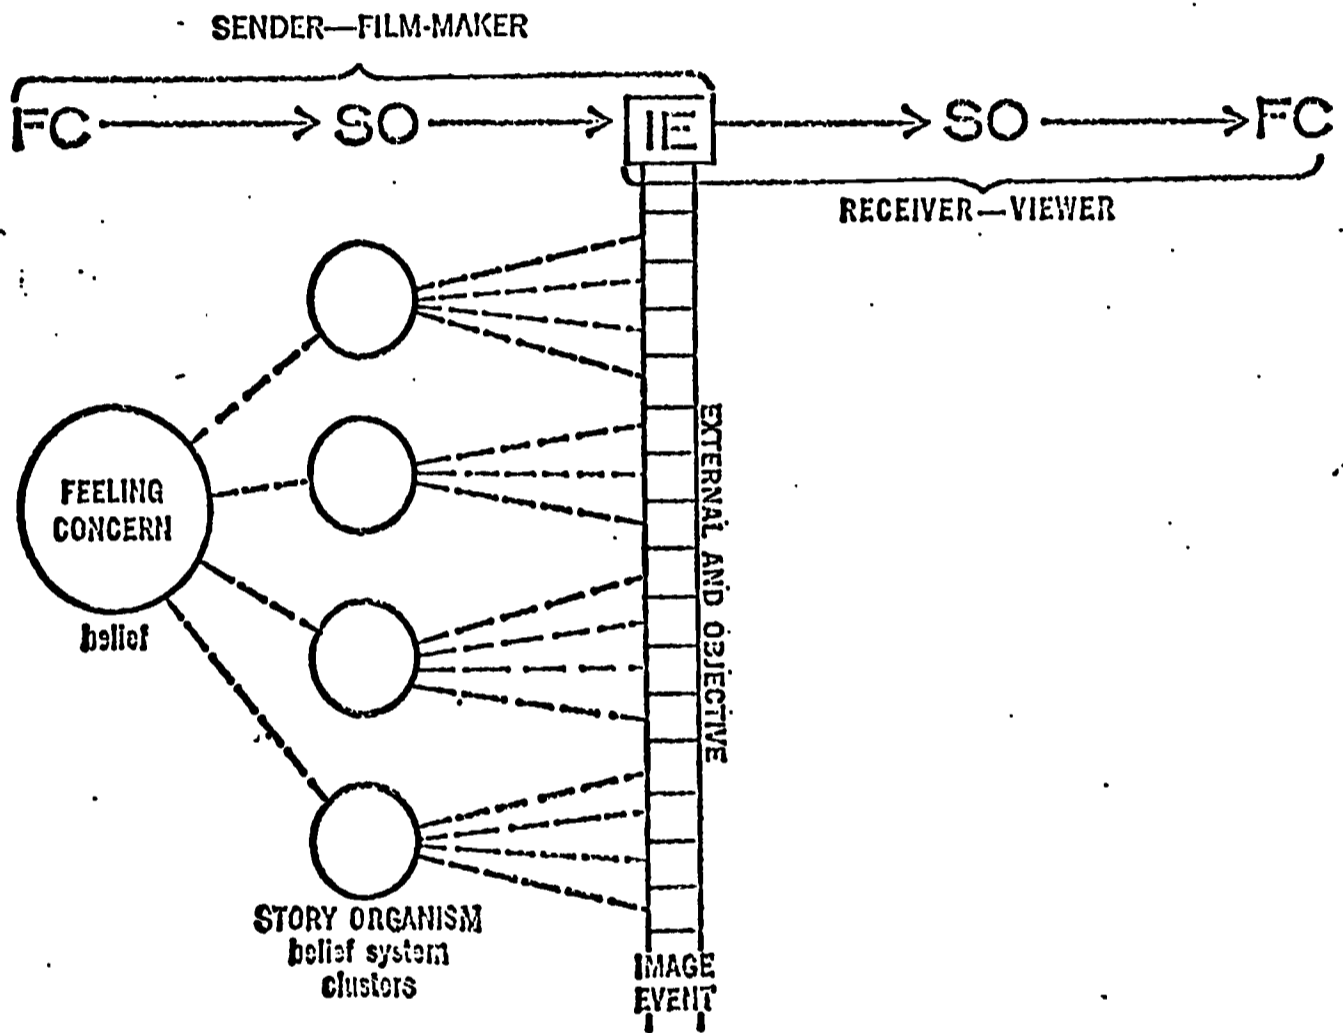 SENDER—FILM-MAKER
FC SO IE SO FC
RECEIVER—VIEWER
FEELING
CONCERN
belief
EXTERNAL AND OBJECTIVE
STORY ORGANISM
belief system
clusters
IMAGE
EVENT